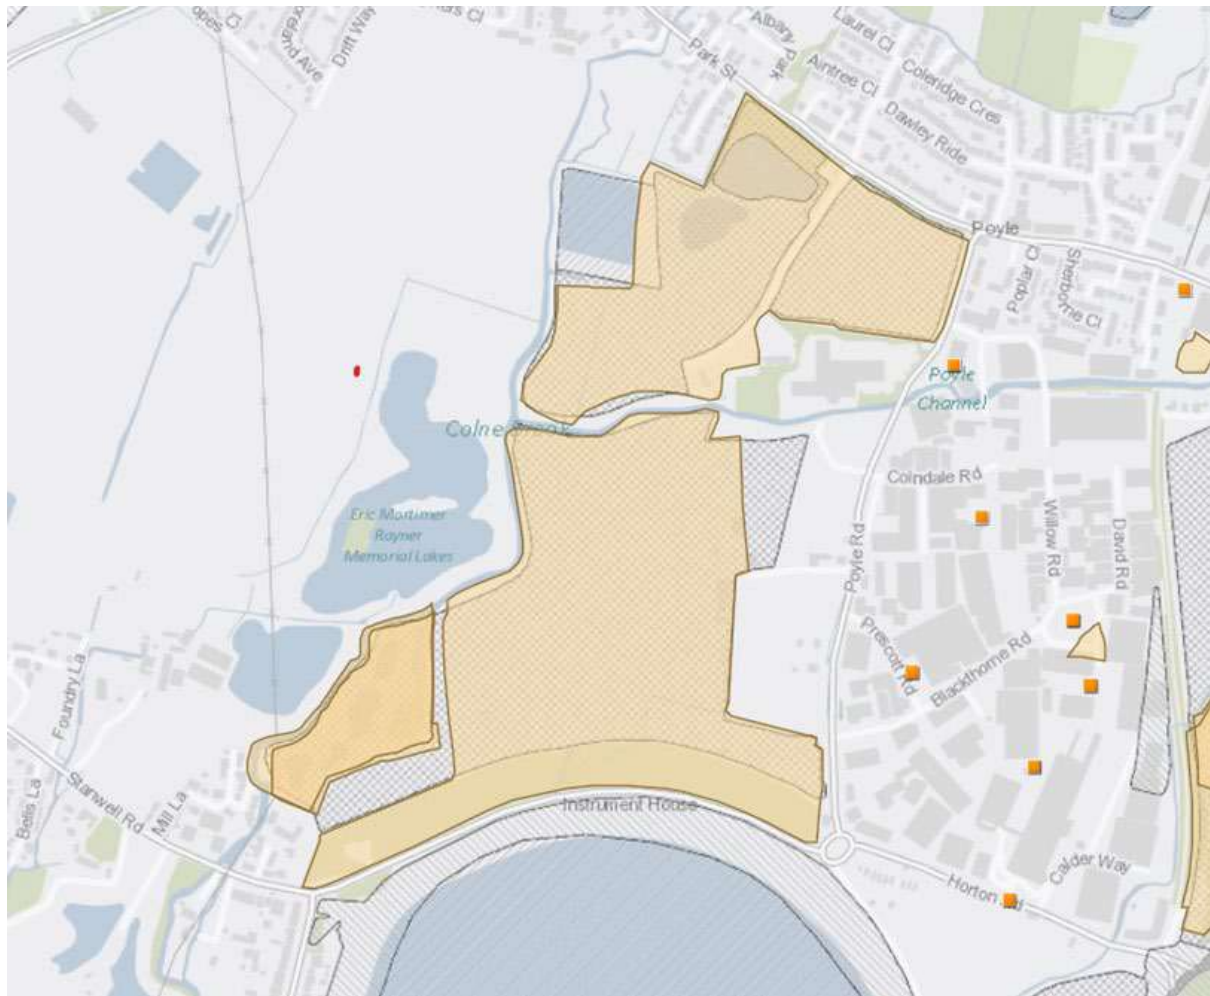 Drift Way
Park St
Albany
Park
Laurel Cl
Aintree Cl
Coleridge Cres
Dawley Ride
Poyle
Poplar Cl
Sherborne Cl
Poyle
Channel
Colne Brook
Colndale Rd
Eric Mortimer
Rayner
Memorial Lakes
Willow Rd
David Rd
Poyle Rd
Prescott Rd
Blackthorne Rd
Foundry La
Stanwell Rd
Bells La
Mill La
Instrument House
Calder Way
Horton Rd